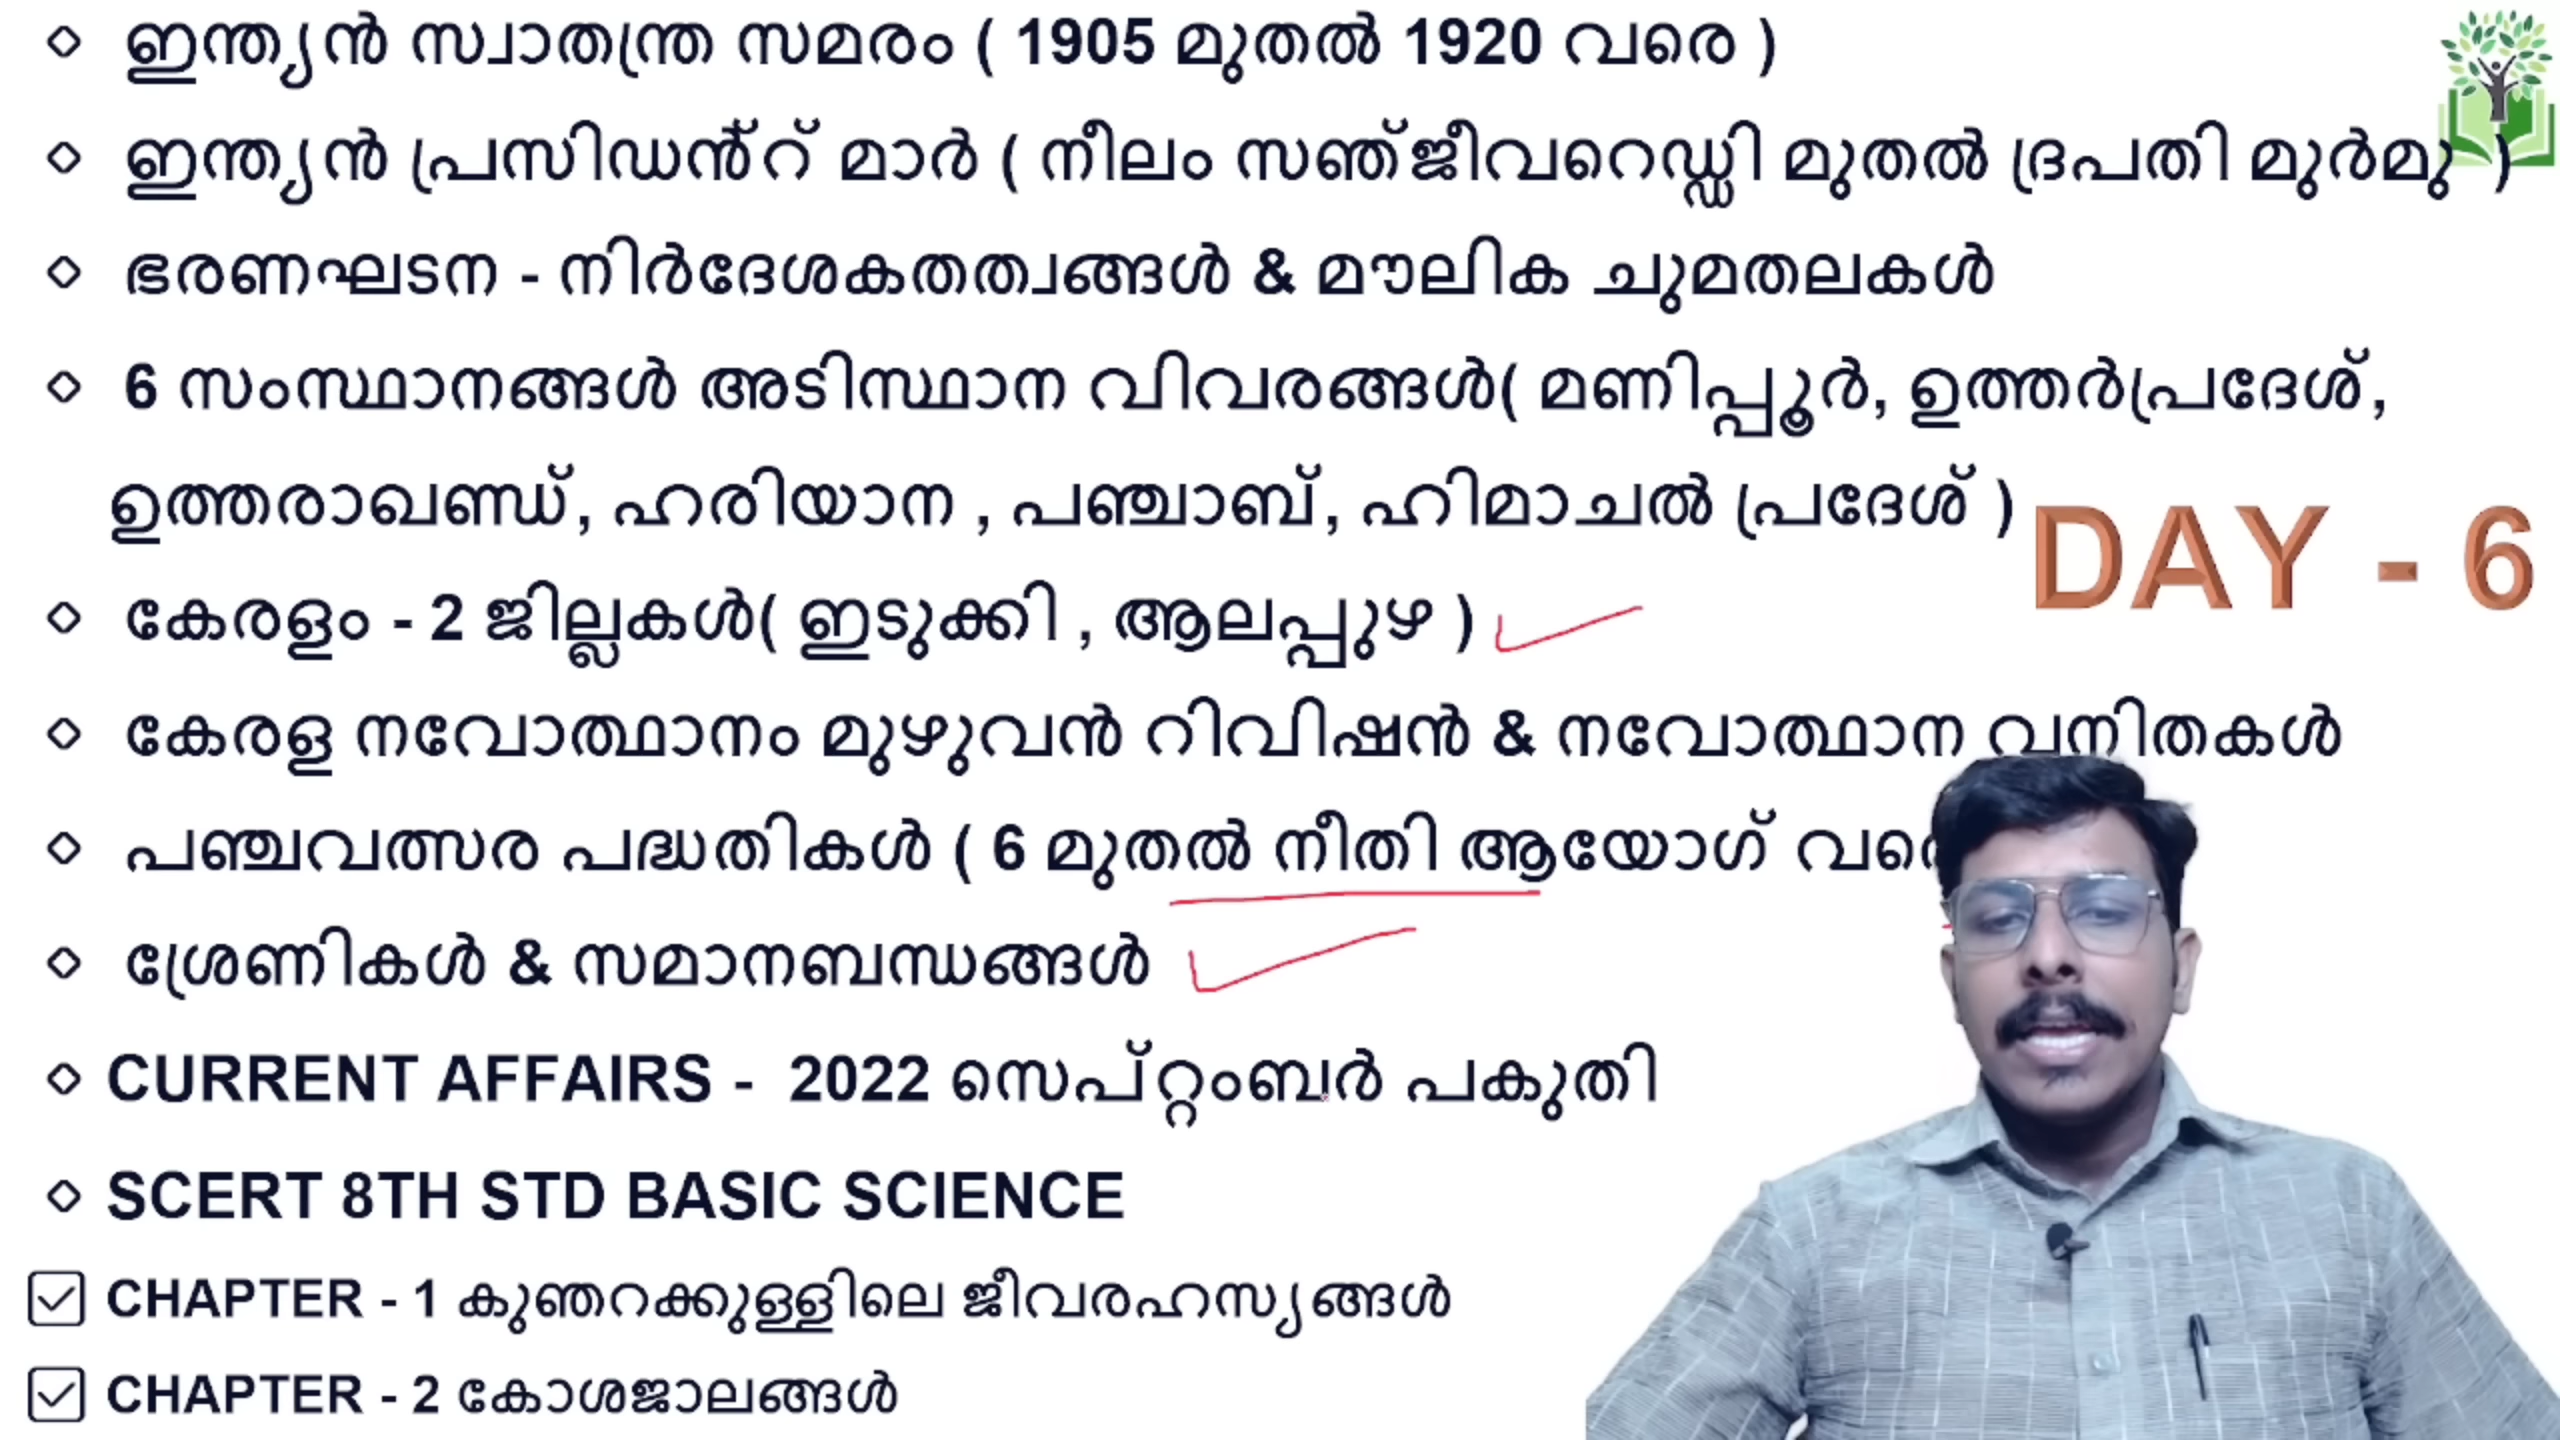 ഇന്ത്യൻ സ്വാതന്ത്ര സമരം ( 1905 മുതൽ 1920 വരെ )
ഇന്ത്യൻ പ്രസിഡൻ്റ് മാർ ( നീലം സഞ്ജീവറെഡ്ഡി മുതൽ ദ്രപതി മുർമു )
ഭരണഘടന - നിർദേശകതത്വങ്ങൾ & മൗലിക ചുമതലകൾ
6 സംസ്ഥാനങ്ങൾ അടിസ്ഥാന വിവരങ്ങൾ( മണിപ്പൂർ, ഉത്തർപ്രദേശ്,
ഉത്തരാഖണ്ഡ്, ഹരിയാന , പഞ്ചാബ്, ഹിമാചൽ പ്രദേശ് )
DAY - 6
കേരളം - 2 ജില്ലകൾ( ഇടുക്കി , ആലപ്പുഴ )
കേരള നവോത്ഥാനം മുഴുവൻ റിവിഷൻ & നവോത്ഥാന വനിതകൾ
പഞ്ചവത്സര പദ്ധതികൾ ( 6 മുതൽ നീതി ആയോഗ് വരെ
ശ്രേണികൾ & സമാനബന്ധങ്ങൾ
CURRENT AFFAIRS - 2022 സെപ്റ്റംബർ പകുതി
SCERT 8TH STD BASIC SCIENCE
CHAPTER - 1 കുഞറക്കുള്ളിലെ ജീവരഹസ്യങ്ങൾ
CHAPTER - 2 കോശജാലങ്ങൾ